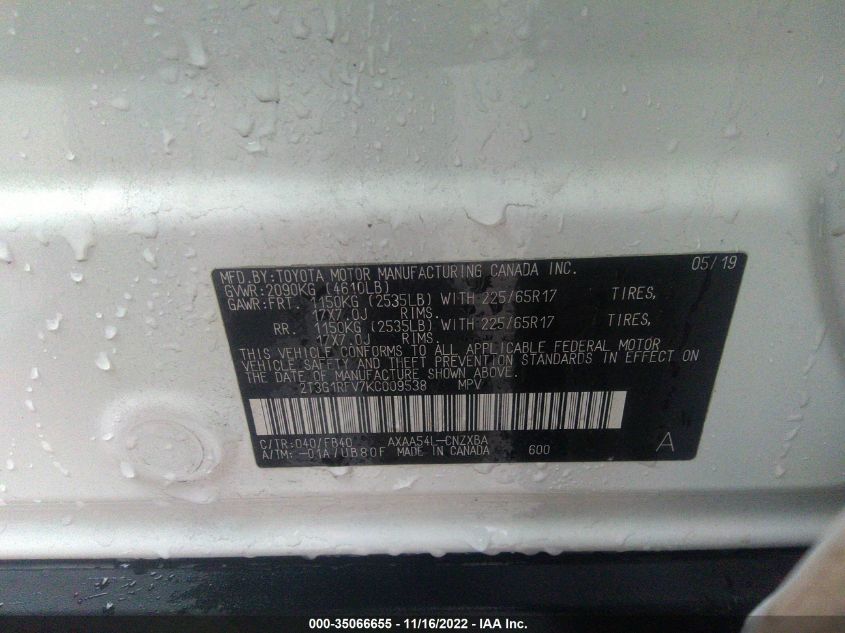 MFD.BY:TOYOTA MOTOR MANUFACTURING CANADA INC. 05/19
GVWR:2090KG (4610LB)
GAWR:FRT. 1150KG (2535LB) WITH 225/65R17 TIRES,
17X7.0J RIMS.
RR. 1150KG (2535LB) WITH 225/65R17 TIRES,
17X7.0J RIMS.
THIS VEHICLE CONFORMS TO ALL APPLICABLE FEDERAL MOTOR
VEHICLE SAFETY AND THEFT PREVENTION STANDARDS IN EFFECT ON
THE DATE OF MANUFACTURE SHOWN ABOVE.
2T3G1RFV7KC009538 MPV
C/TR:040/FB40 AXAA54L-CNZXBA A
A/TM:-01A/UB80F MADE IN CANADA 600
000-35066655 - 11/16/2022 - IAA Inc.